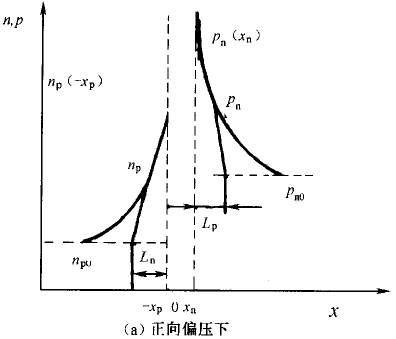 n,p
pn (xn)
np (-xp)
pn
np
pn0
Lp
np0
Ln
-xp 0 xn
x
(a) 正向偏压下